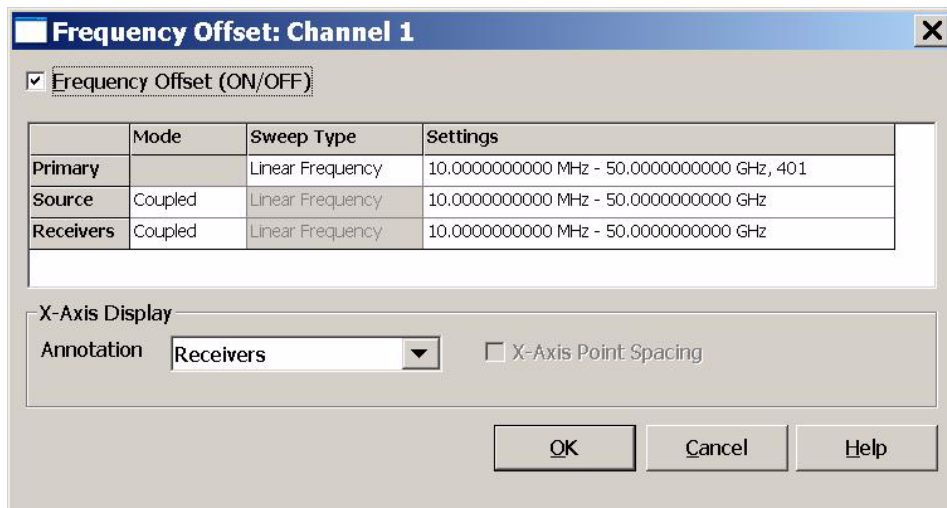 Frequency Offset: Channel 1
Frequency Offset (ON/OFF)
Mode Sweep Type Settings
Primary Linear Frequency 10.0000000000 MHz - 50.0000000000 GHz, 401
Source Coupled Linear Frequency 10.0000000000 MHz - 50.0000000000 GHz
Receivers Coupled Linear Frequency 10.0000000000 MHz - 50.0000000000 GHz
X-Axis Display
Annotation Receivers X-Axis Point Spacing
OK Cancel Help